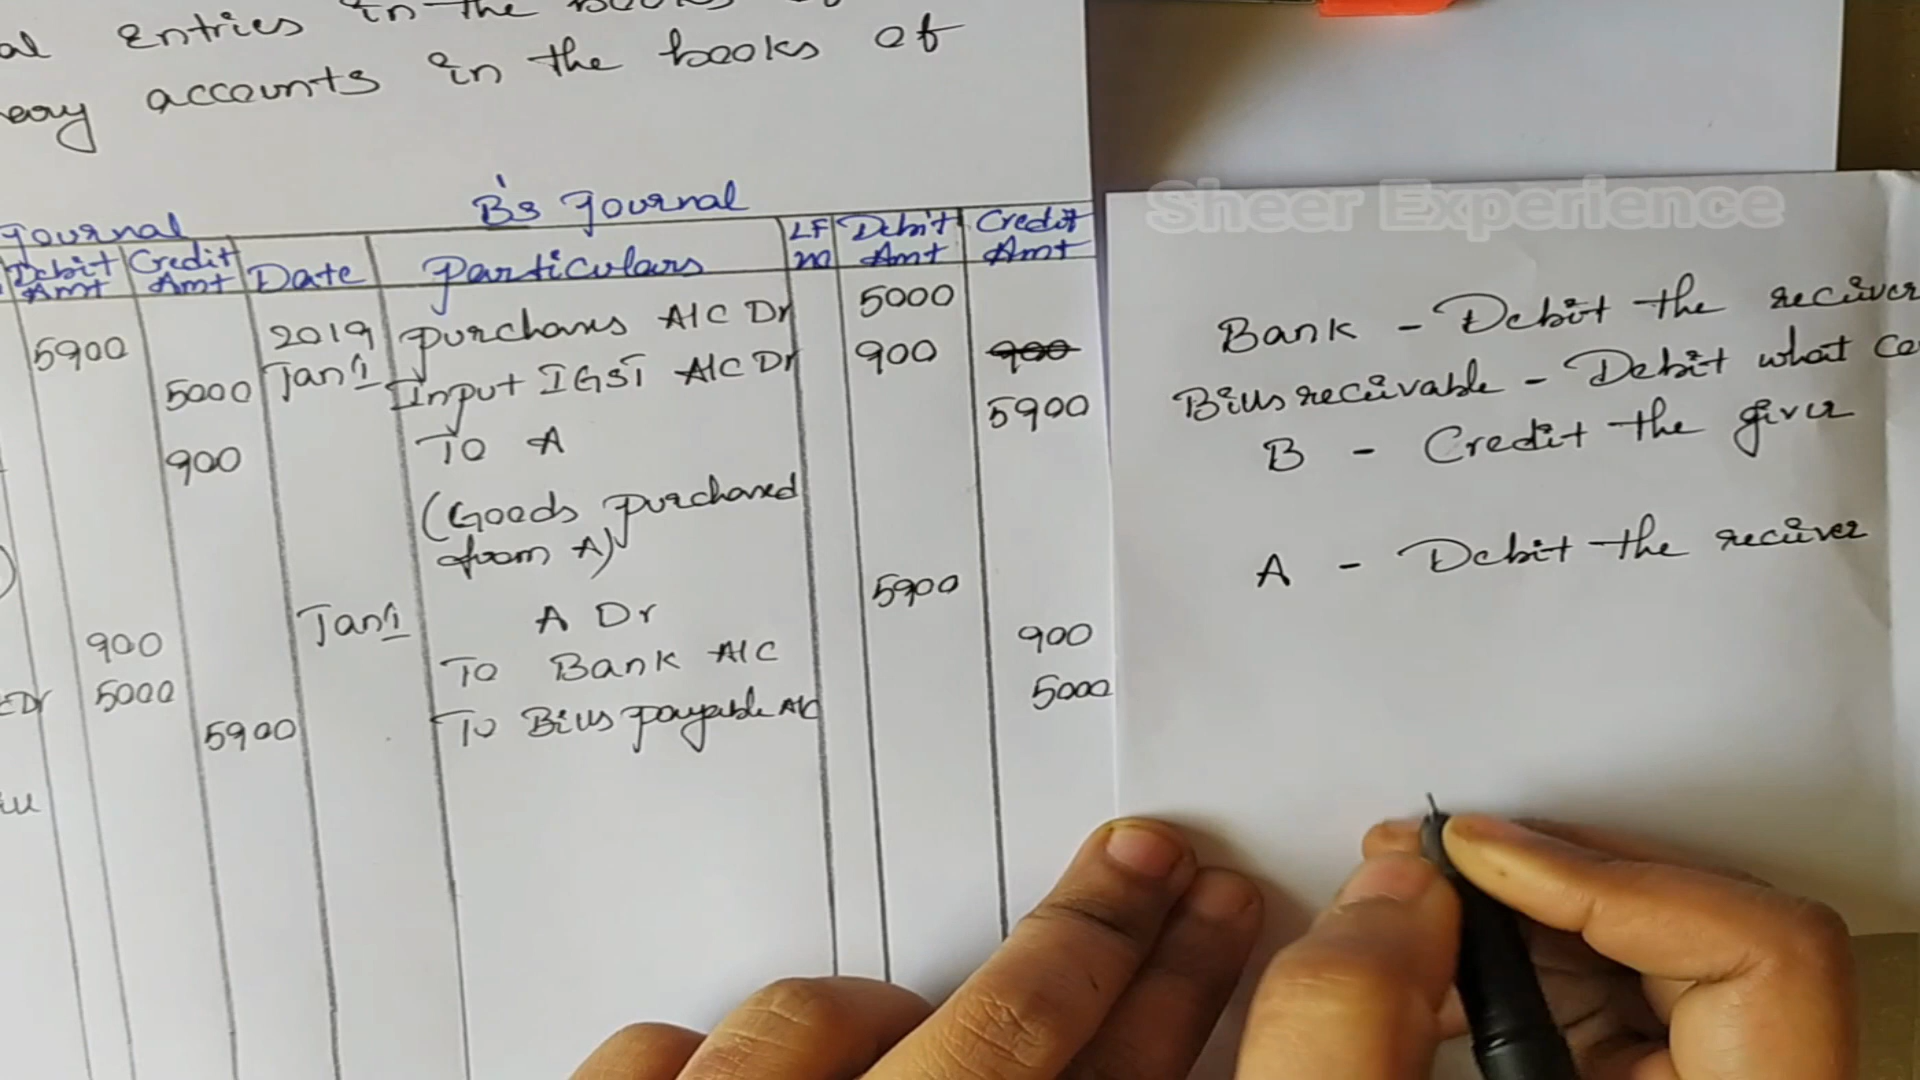 al entries in the books
accounts in the books of
Sheer Experience
Journal
B's Journal
Debit Amt
Credit Amt
Date
Particulars
LF
no
Debit Amt
Credit Amt
5900
5000
900
900
5000
5900
2019
Jan 1
Purchases A/C Dr
5000
Input IGST A/C Dr
900
900
To A
5900
(Goods purchased
from A)
Jan 1
A Dr
5900
To Bank A/C
900
To Bills payable A/C
5000
Dr
Bank - Debit the reciver
Bills recivable - Debit what co
B - Credit the giver
A - Debit the reciver